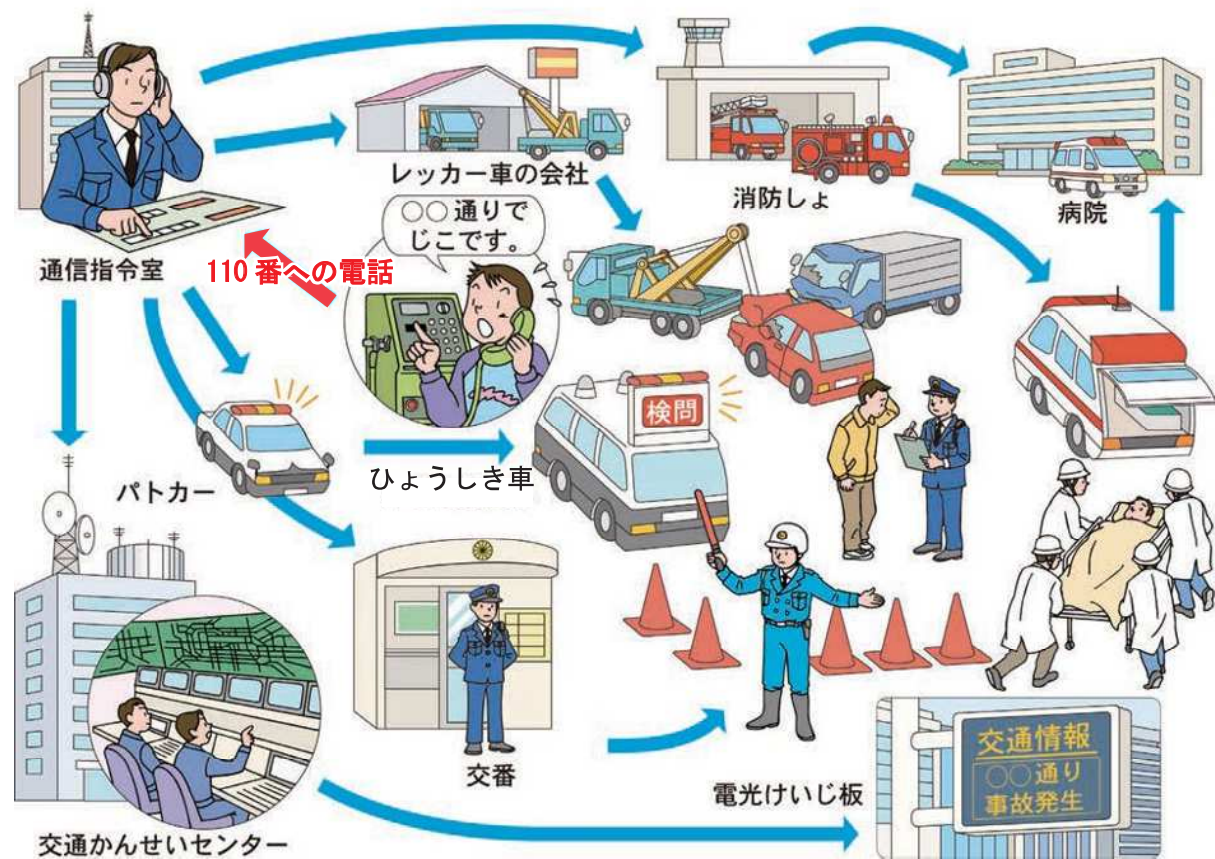 レッカー車の会社
消防しょ
病院
○○通りで
じこです。
通信指令室
110番への電話
検問
ひょうしき車
パトカー
交番
交通かんせいセンター
電光けいじ板
交通情報
○○通り
事故発生